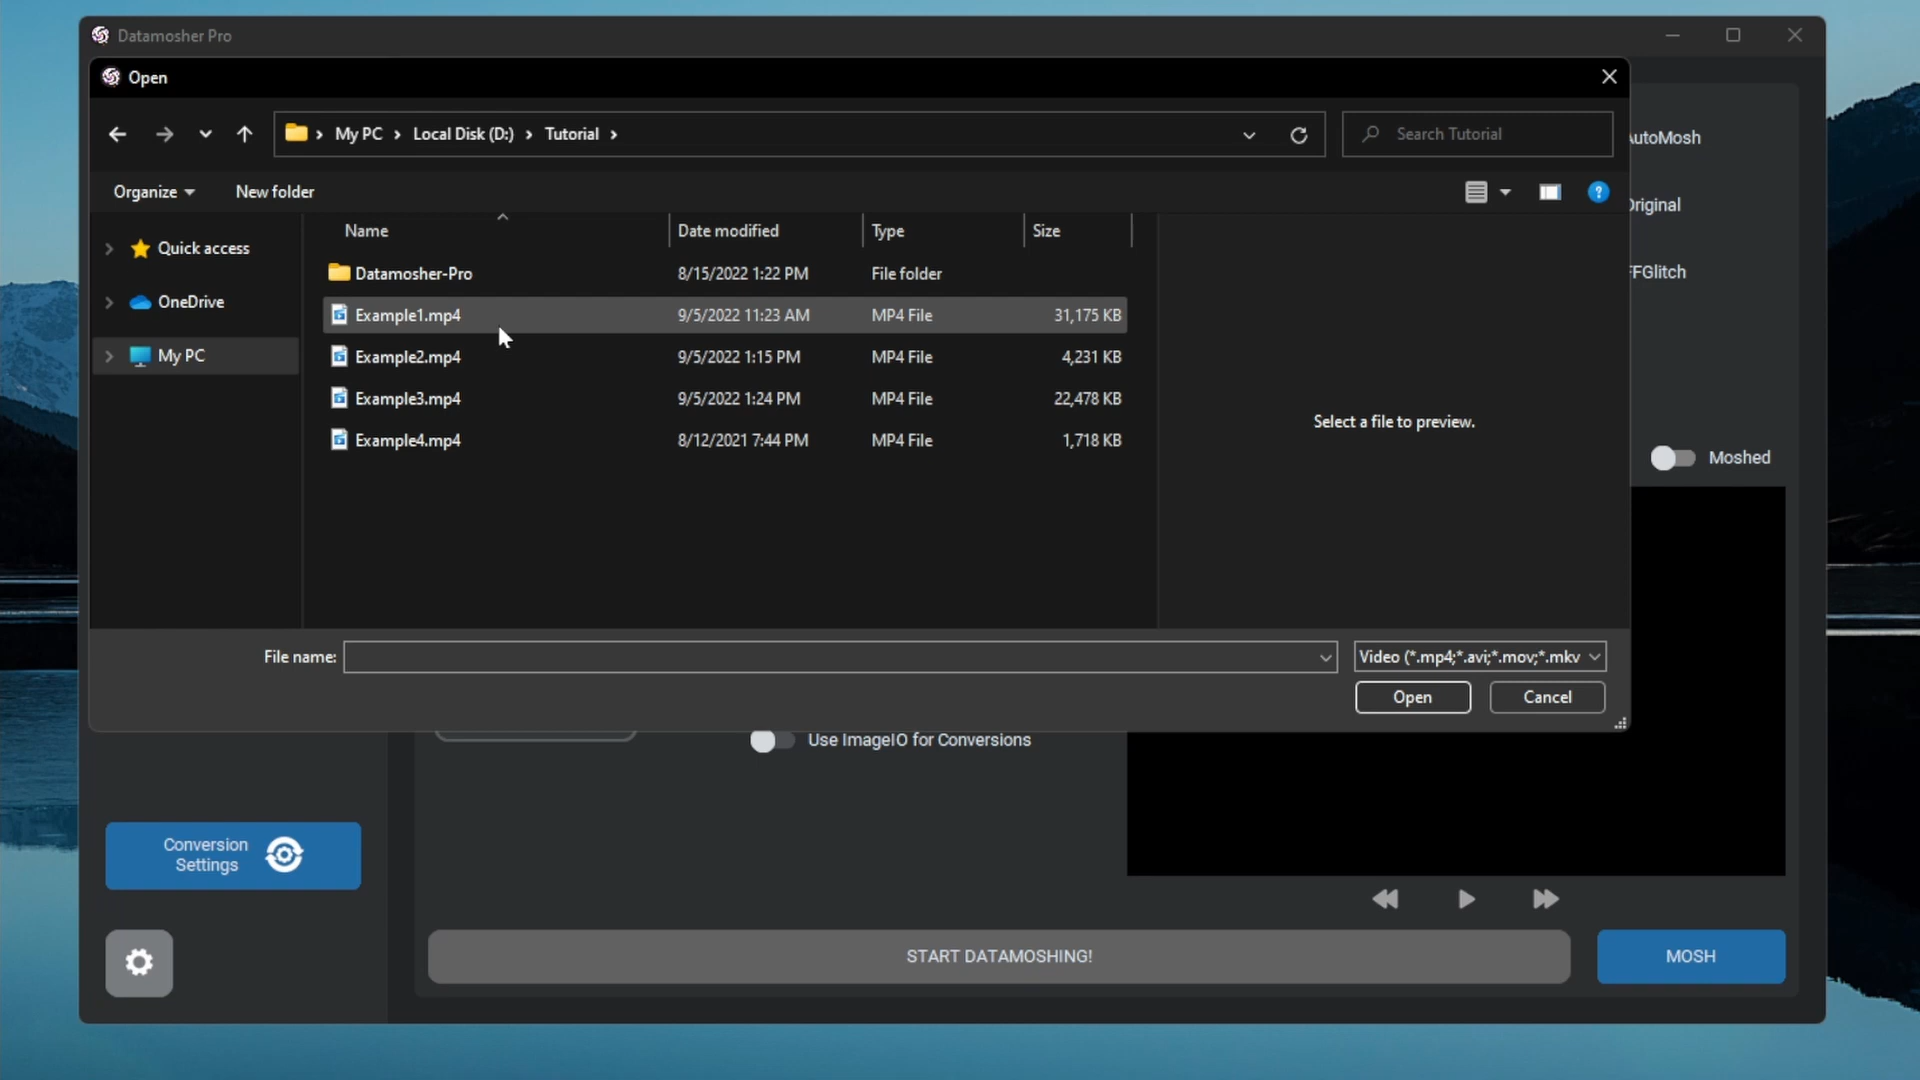 Datamosher Pro
Open
My PC
Local Disk (D:)
Tutorial
Search Tutorial
Organize
New folder
?
Name
Date modified
Type
Size
Quick access
OneDrive
My PC
Datamosher-Pro 8/15/2022 1:22 PM File folder
Example1.mp4 9/5/2022 11:23 AM MP4 File 31,175 KB
Example2.mp4 9/5/2022 1:15 PM MP4 File 4,231 KB
Example3.mp4 9/5/2022 1:24 PM MP4 File 22,478 KB
Example4.mp4 8/12/2021 7:44 PM MP4 File 1,718 KB
Select a file to preview.
AutoMosh
Original
FFGlitch
Moshed
File name:
Video (*.mp4;*.avi;*.mov;*.mkv
Open
Cancel
Use ImageIO for Conversions
Conversion
Settings
START DATAMOSHING!
MOSH